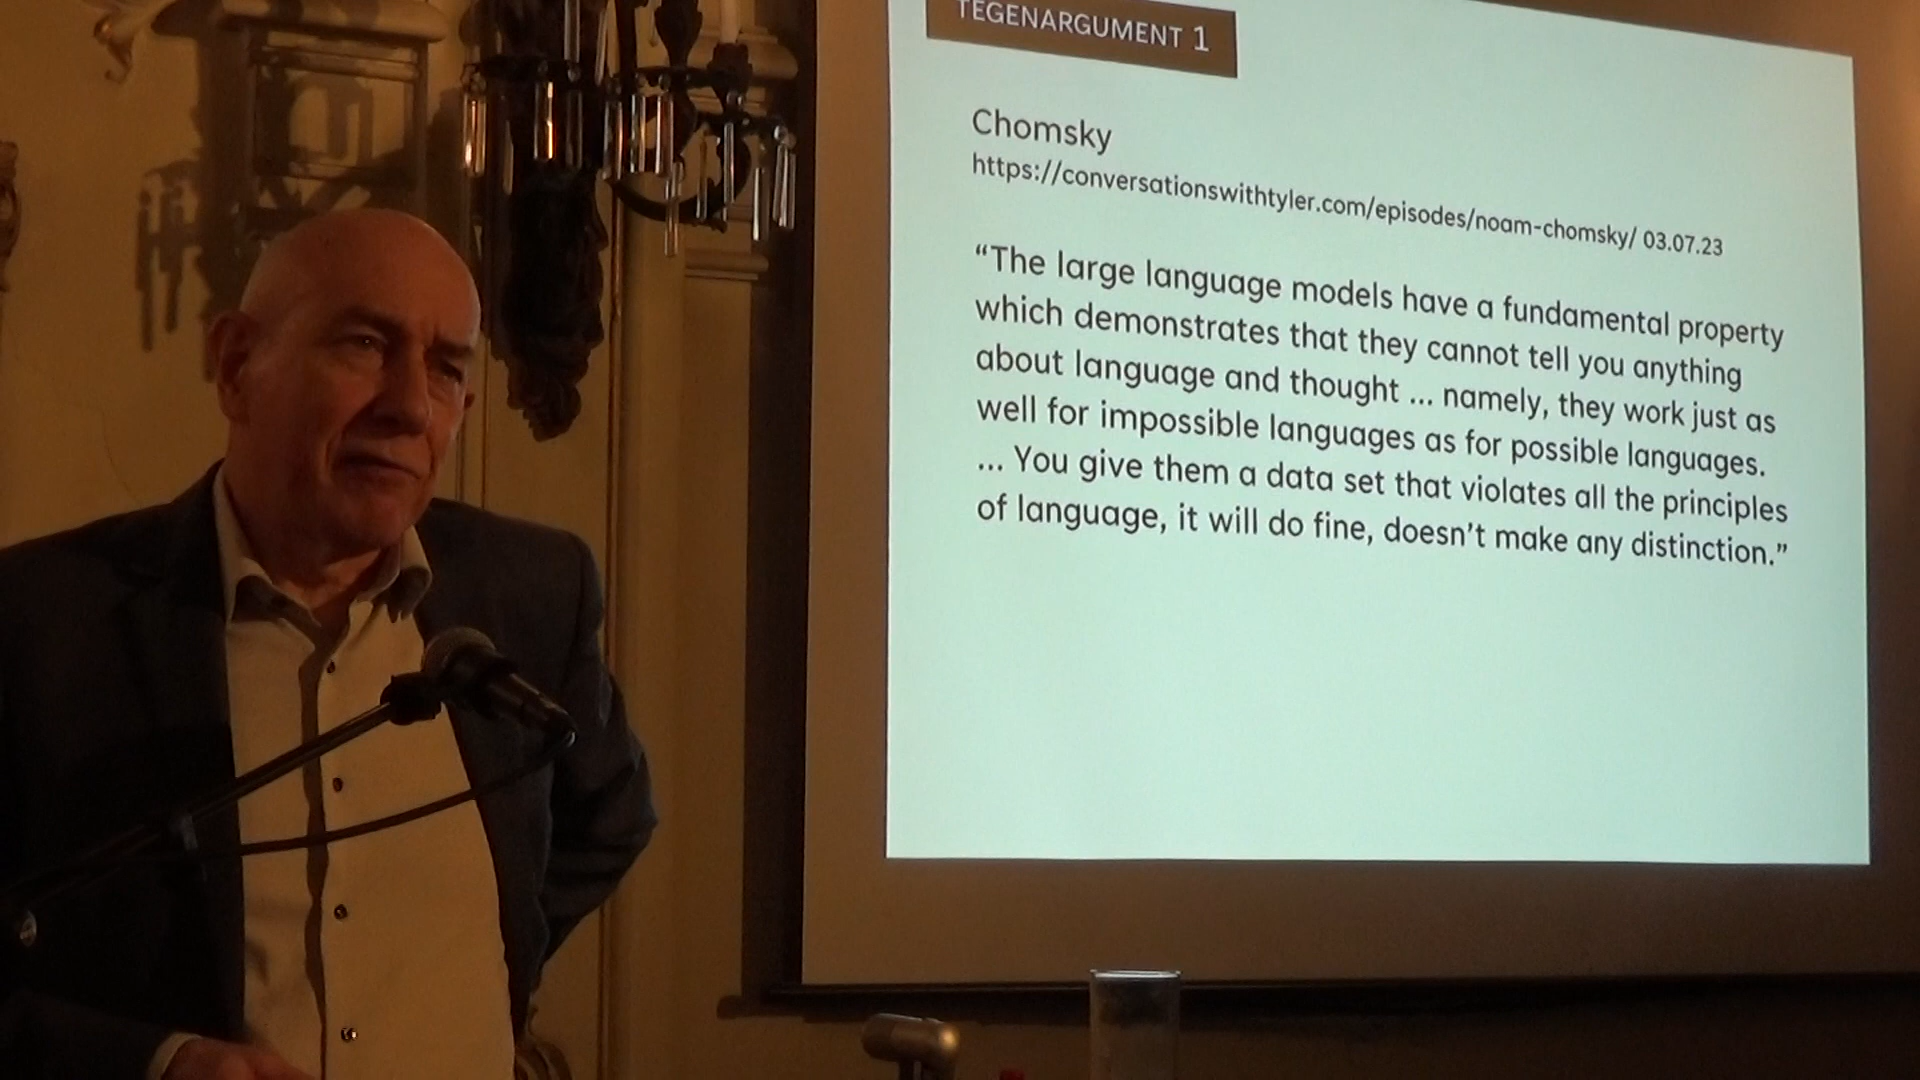 TEGENARGUMENT 1
Chomsky
https://conversationswithtyler.com/episodes/noam-chomsky/ 03.07.23
“The large language models have a fundamental property
which demonstrates that they cannot tell you anything
about language and thought ... namely, they work just as
well for impossible languages as for possible languages.
... You give them a data set that violates all the principles
of language, it will do fine, doesn’t make any distinction.”